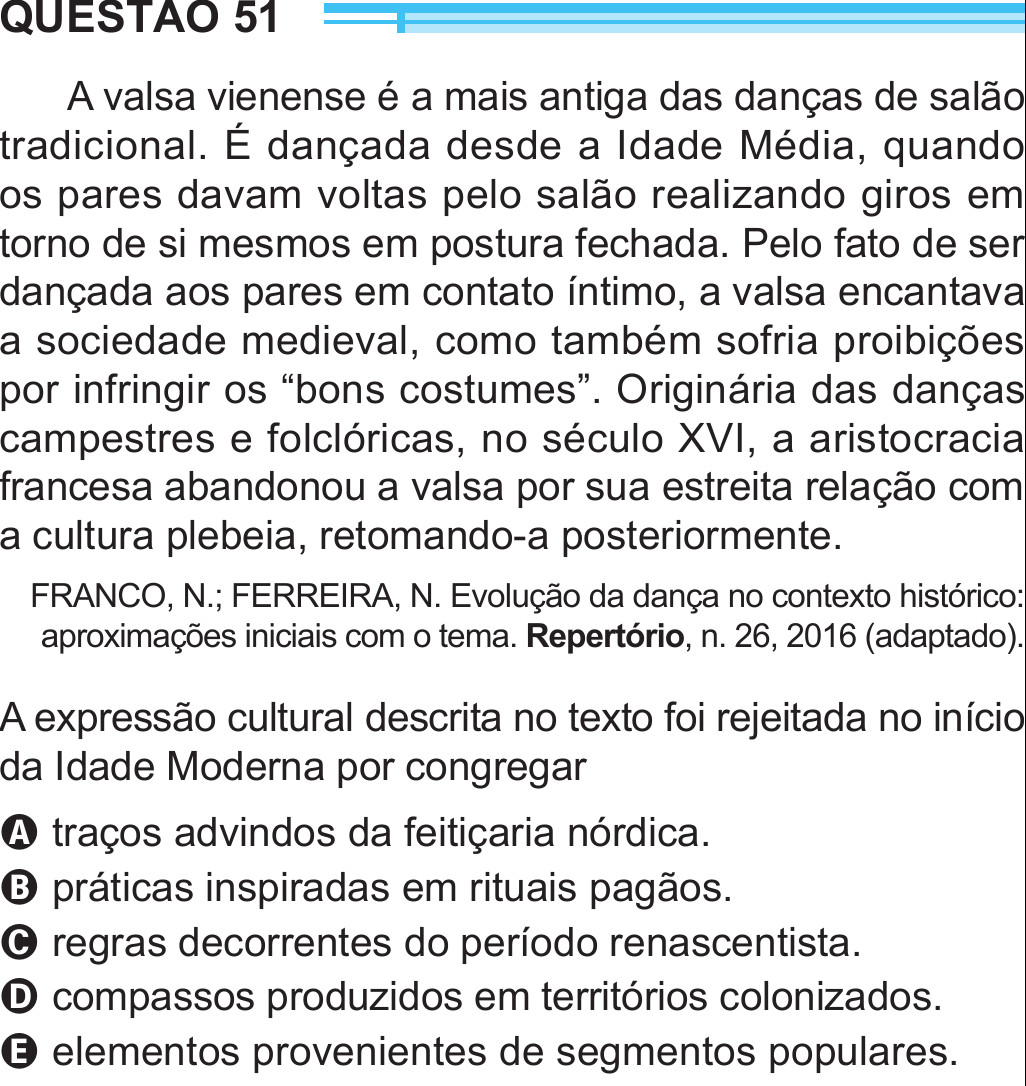 QUESTÃO 51
A valsa vienense é a mais antiga das danças de salão
tradicional. É dançada desde a Idade Média, quando
os pares davam voltas pelo salão realizando giros em
torno de si mesmos em postura fechada. Pelo fato de ser
dançada aos pares em contato íntimo, a valsa encantava
a sociedade medieval, como também sofria proibições
por infringir os “bons costumes”. Originária das danças
campestres e folclóricas, no século XVI, a aristocracia
francesa abandonou a valsa por sua estreita relação com
a cultura plebeia, retomando-a posteriormente.
FRANCO, N.; FERREIRA, N. Evolução da dança no contexto histórico:
aproximações iniciais com o tema. Repertório, n. 26, 2016 (adaptado).
A expressão cultural descrita no texto foi rejeitada no início
da Idade Moderna por congregar
A traços advindos da feitiçaria nórdica.
B práticas inspiradas em rituais pagãos.
C regras decorrentes do período renascentista.
D compassos produzidos em territórios colonizados.
E elementos provenientes de segmentos populares.